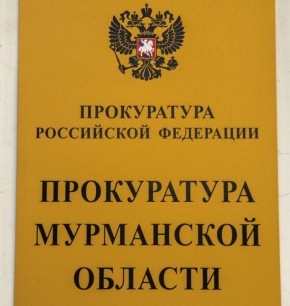 ПРОКУРАТУРА
РОССИЙСКОЙ ФЕДЕРАЦИИ
ПРОКУРАТУРА
МУРМАНСКОЙ
ОБЛАСТИ